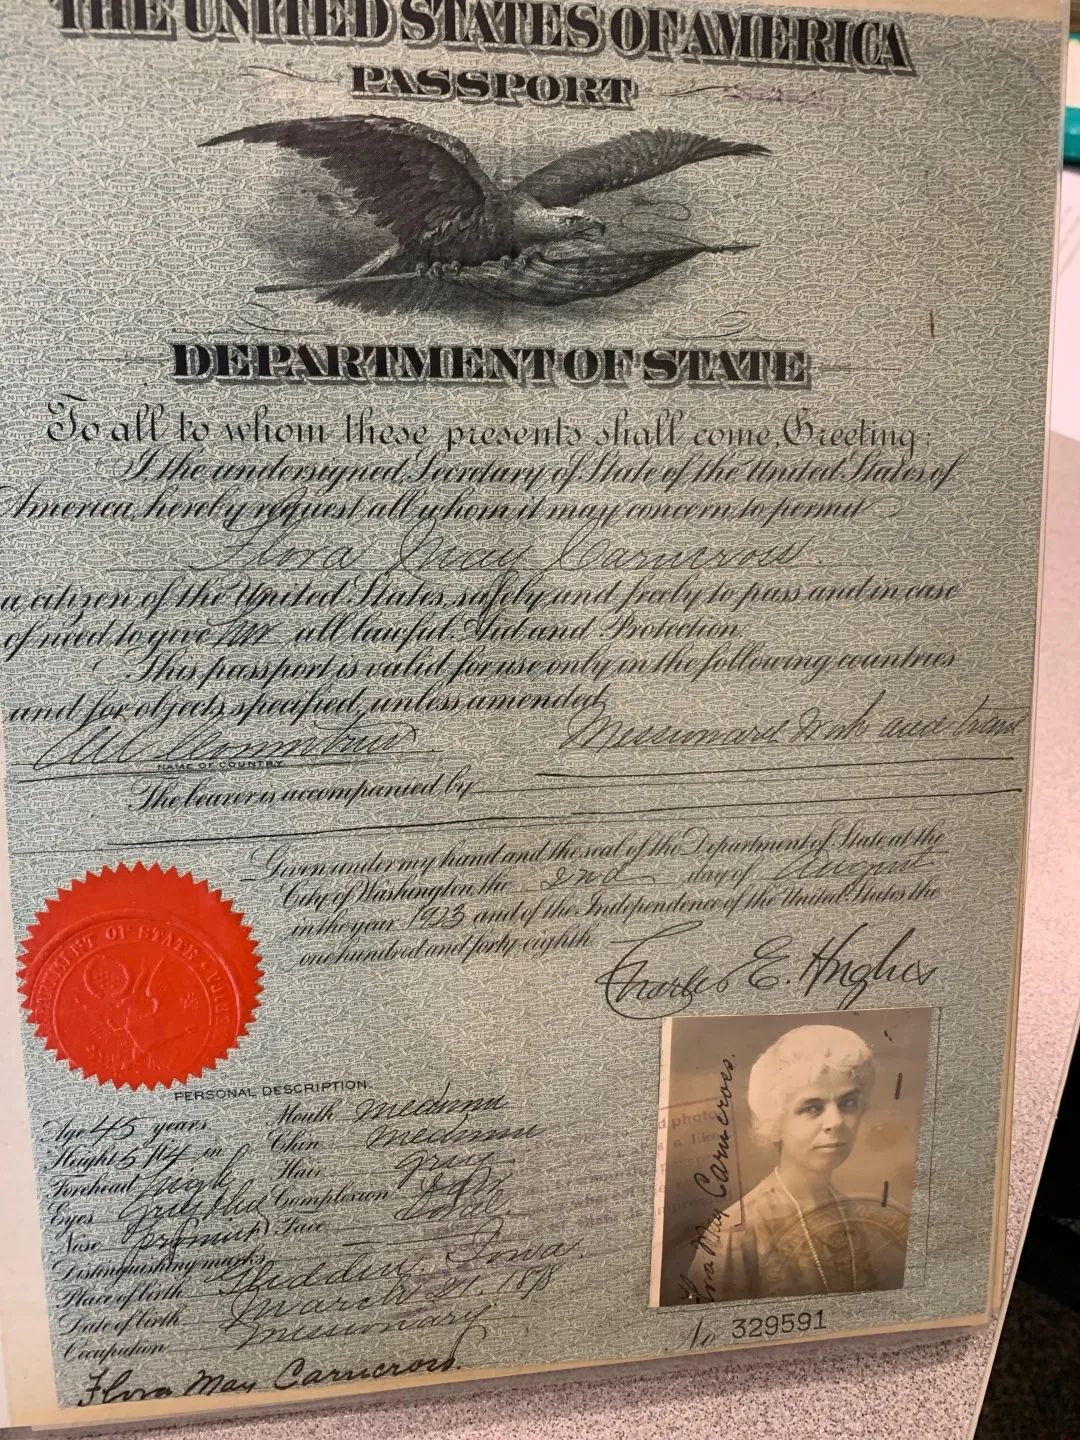 THE UNITED STATES OF AMERICA
PASSPORT
DEPARTMENT OF STATE
To all to whom these presents shall come, Greeting:
I, the undersigned, Secretary of State of the United States of
America, hereby request all whom it may concern to permit
Flora May Carncross
a citizen of the United States, safely and freely to pass and in case
of need to give her all lawful Aid and Protection.
This passport is valid for use only in the following countries
and for objects specified, unless amended
All Countries Missionary Work and travel
NAME OF COUNTRY
The bearer is accompanied by
Given under my hand and the seal of the Department of State at the
City of Washington, the 2nd day of August
in the year 1923 and of the Independence of the United States the
one hundred and forty eighth
Charles E. Hughes
OF STATE
PERSONAL DESCRIPTION.
Age 45 years Mouth medium
Height 5 ft 4 in Chin medium
Forehead high Hair gray
Eyes Complexion fair
Nose Face oval
Distinguishing marks
Place of birth Glidden, Iowa.
Date of birth March 21, 1878
Occupation missionary
Flora May Carncross.
Flora May Carncross.
No 329591